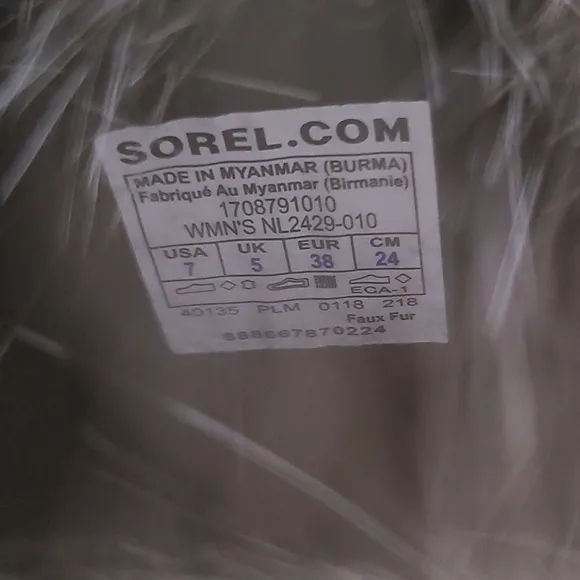 SOREL.COM
MADE IN MYANMAR (BURMA)
Fabriqué Au Myanmar (Birmanie)
1708791010
WMN'S NL2429-010
USA UK EUR CM
7 5 38 24
ECA-1
40135 PLM 0118 218
Faux Fur
888667870224